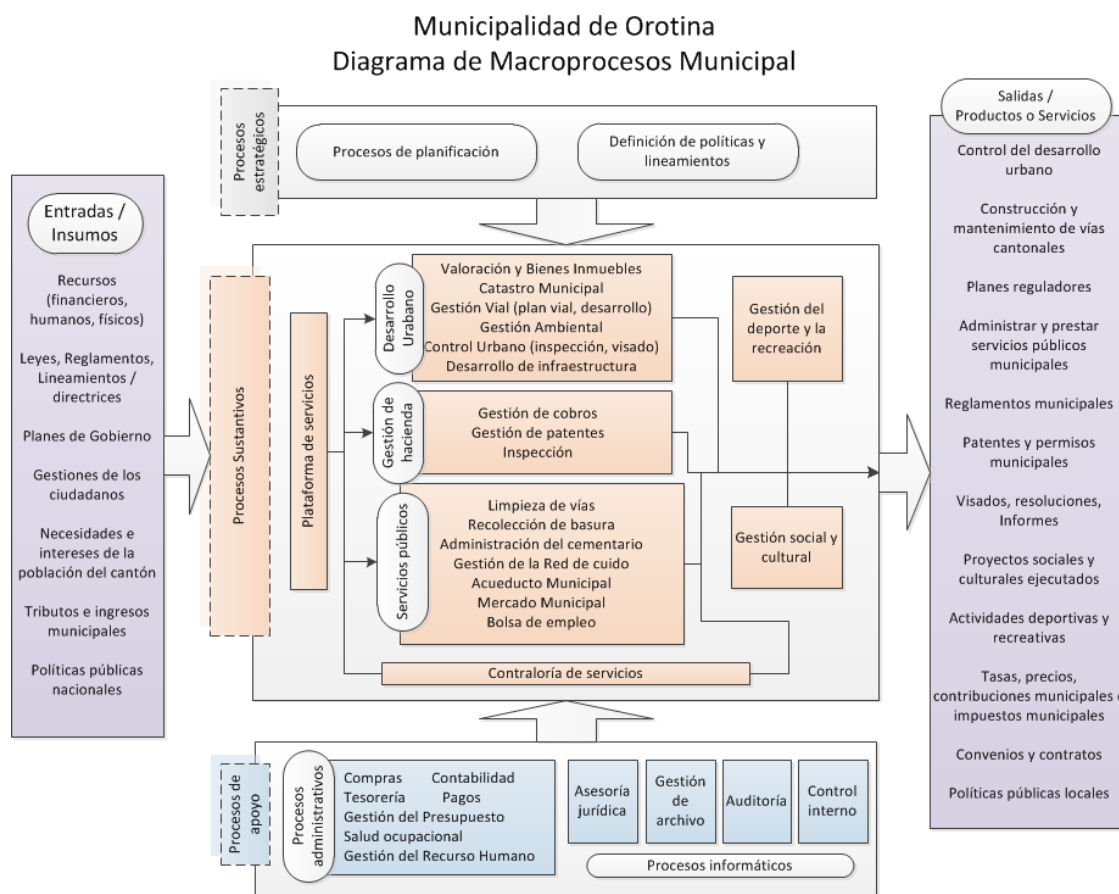 Municipalidad de Orotina
Diagrama de Macroprocesos Municipal
Procesos
estratégicos
Procesos de planificación
Definición de políticas y
lineamientos
Entradas /
Insumos
Recursos
(financieros,
humanos, físicos)
Leyes, Reglamentos,
Lineamientos /
directrices
Planes de Gobierno
Gestiones de los
ciudadanos
Necesidades e
intereses de la
población del cantón
Tributos e ingresos
municipales
Políticas públicas
nacionales
Procesos Sustantivos
Plataforma de servicios
Desarrollo
Urabano
Valoración y Bienes Inmuebles
Catastro Municipal
Gestión Vial (plan vial, desarrollo)
Gestión Ambiental
Control Urbano (inspección, visado)
Desarrollo de infraestructura
Gestión de
hacienda
Gestión de cobros
Gestión de patentes
Inspección
Servicios públicos
Limpieza de vías
Recolección de basura
Administración del cementario
Gestión de la Red de cuido
Acueducto Municipal
Mercado Municipal
Bolsa de empleo
Gestión del
deporte y la
recreación
Gestión social y
cultural
Contraloría de servicios
Procesos de
apoyo
Procesos
administrativos
Compras Contabilidad
Tesorería Pagos
Gestión del Presupuesto
Salud ocupacional
Gestión del Recurso Humano
Asesoría
jurídica
Gestión
de
archivo
Auditoría
Control
interno
Procesos informáticos
Salidas /
Productos o Servicios
Control del desarrollo
urbano
Construcción y
mantenimiento de vías
cantonales
Planes reguladores
Administrar y prestar
servicios públicos
municipales
Reglamentos municipales
Patentes y permisos
municipales
Visados, resoluciones,
Informes
Proyectos sociales y
culturales ejecutados
Actividades deportivas y
recreativas
Tasas, precios,
contribuciones municipales
impuestos municipales
Convenios y contratos
Políticas públicas locales